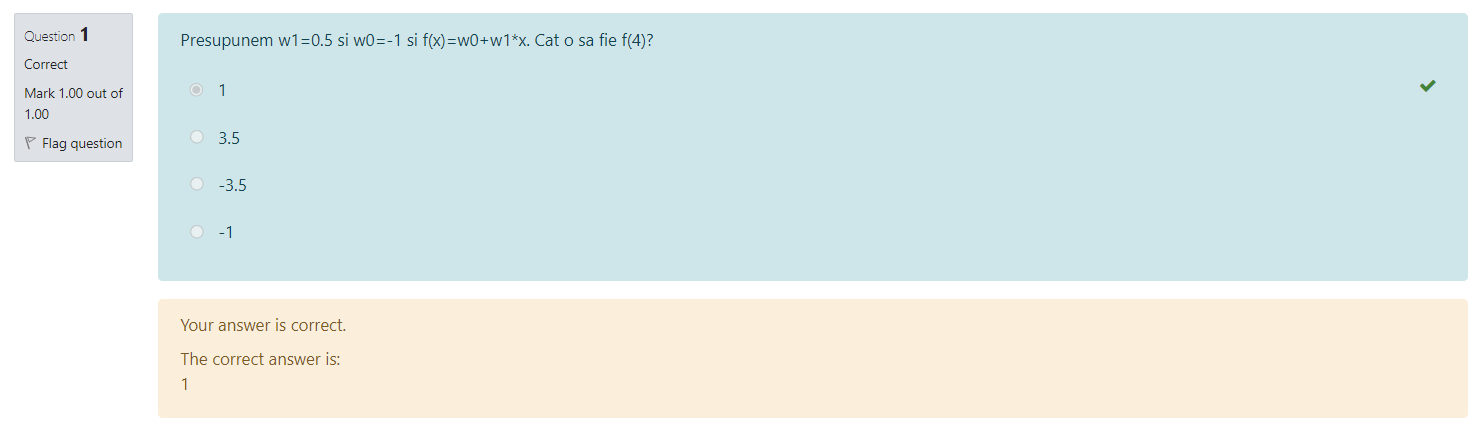 Question 1
Correct
Mark 1.00 out of
1.00
Flag question
Presupunem w1=0.5 si w0=-1 si f(x)=w0+w1*x. Cat o sa fie f(4)?
1
3.5
-3.5
-1
Your answer is correct.
The correct answer is:
1